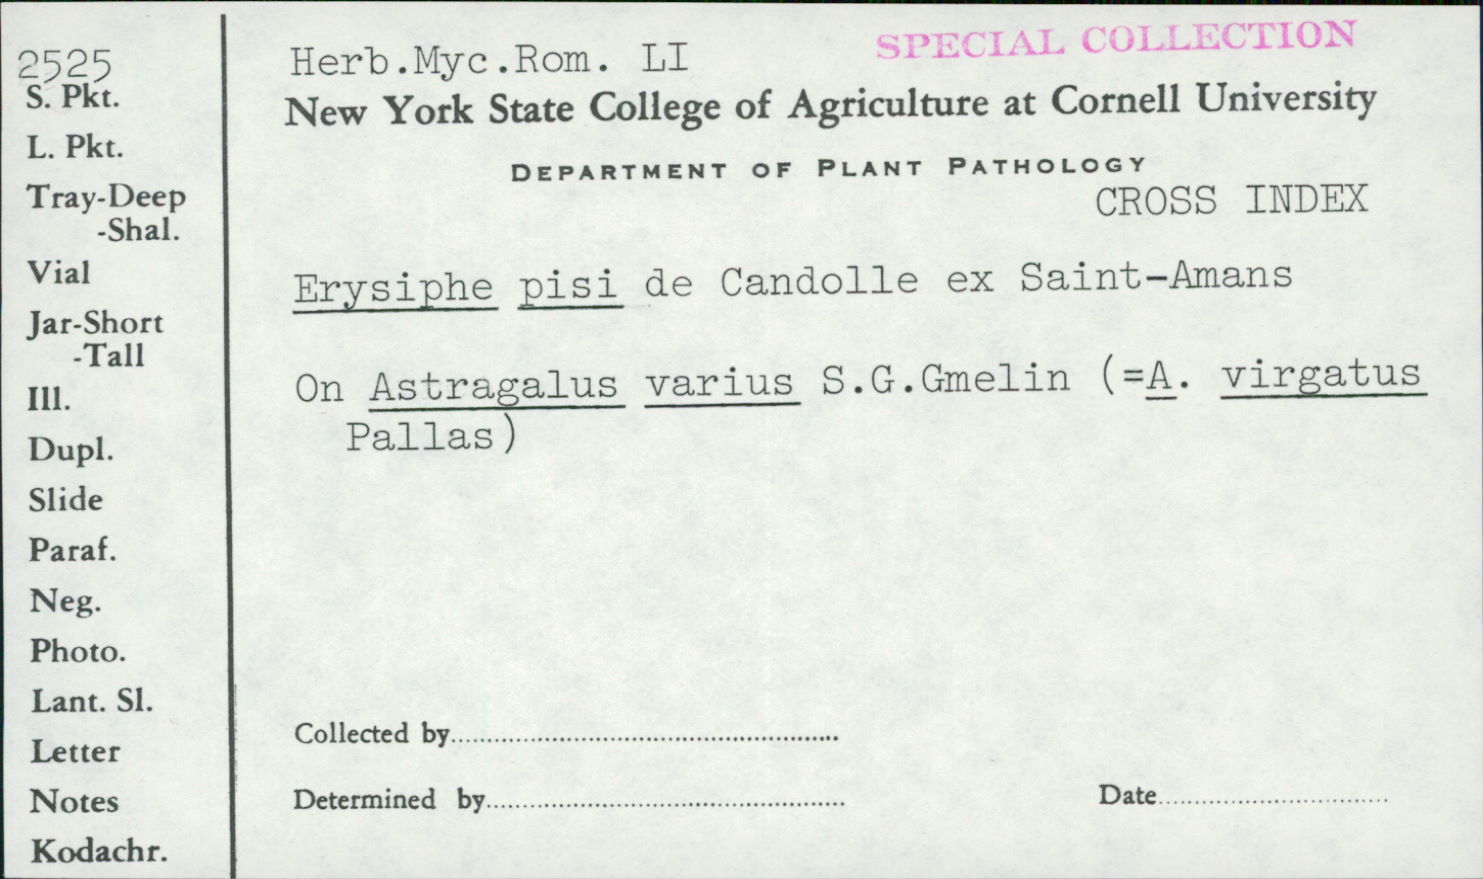 2525
S. Pkt.
L. Pkt.
Tray-Deep
-Shal.
Vial
Jar-Short
-Tall
Ill.
Dupl.
Slide
Paraf.
Neg.
Photo.
Lant. Sl.
Letter
Notes
Kodachr.
Herb.Myc.Rom. LI
SPECIAL COLLECTION
New York State College of Agriculture at Cornell University
DEPARTMENT OF PLANT PATHOLOGY
CROSS INDEX
Erysiphe pisi de Candolle ex Saint-Amans
On Astragalus varius S.G.Gmelin (=A. virgatus
Pallas)
Collected by
Determined by
Date